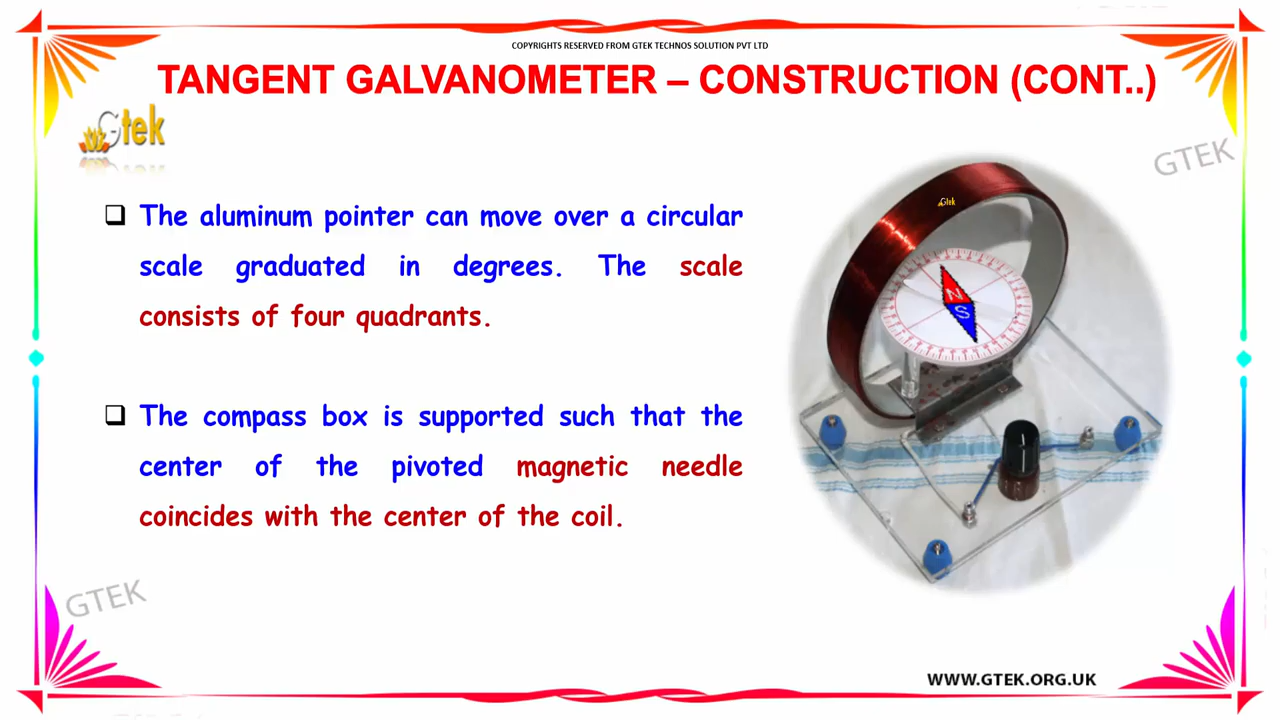 COPYRIGHTS RESERVED FROM GTEK TECHNOS SOLUTION PVT LTD
TANGENT GALVANOMETER – CONSTRUCTION (CONT..)
Gtek
GTEK
❑ The aluminum pointer can move over a circular
scale graduated in degrees. The scale
consists of four quadrants.
❑ The compass box is supported such that the
center of the pivoted magnetic needle
coincides with the center of the coil.
Gtek
N
S
GTEK
WWW.GTEK.ORG.UK